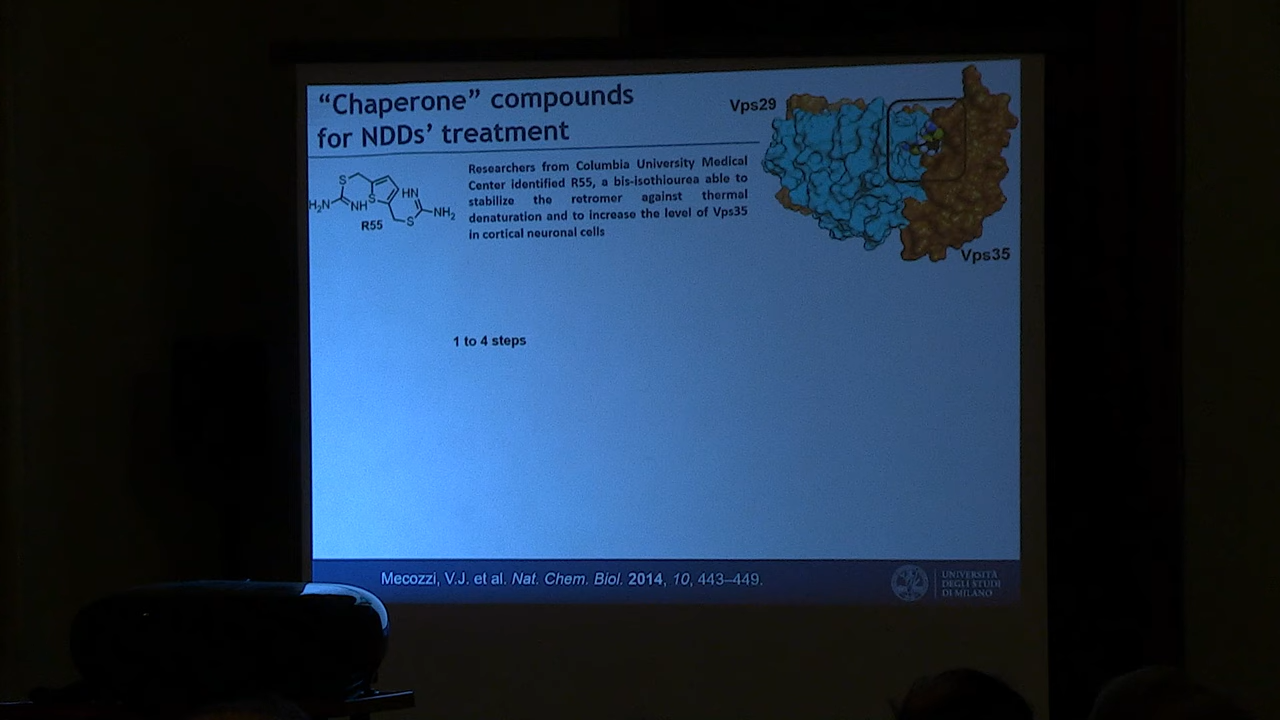 “Chaperone” compounds
for NDDs’ treatment
Vps29
Researchers from Columbia University Medical
Center identified R55, a bis-isothiourea able to
stabilize the retromer against thermal
denaturation and to increase the level of Vps35
in cortical neuronal cells
S
HN
H₂N
NH
S
NH₂
S
R55
Vps35
1 to 4 steps
Mecozzi, V.J. et al. Nat. Chem. Biol. 2014, 10, 443–449.
UNIVERSITÀ
DEGLI STUDI
DI MILANO